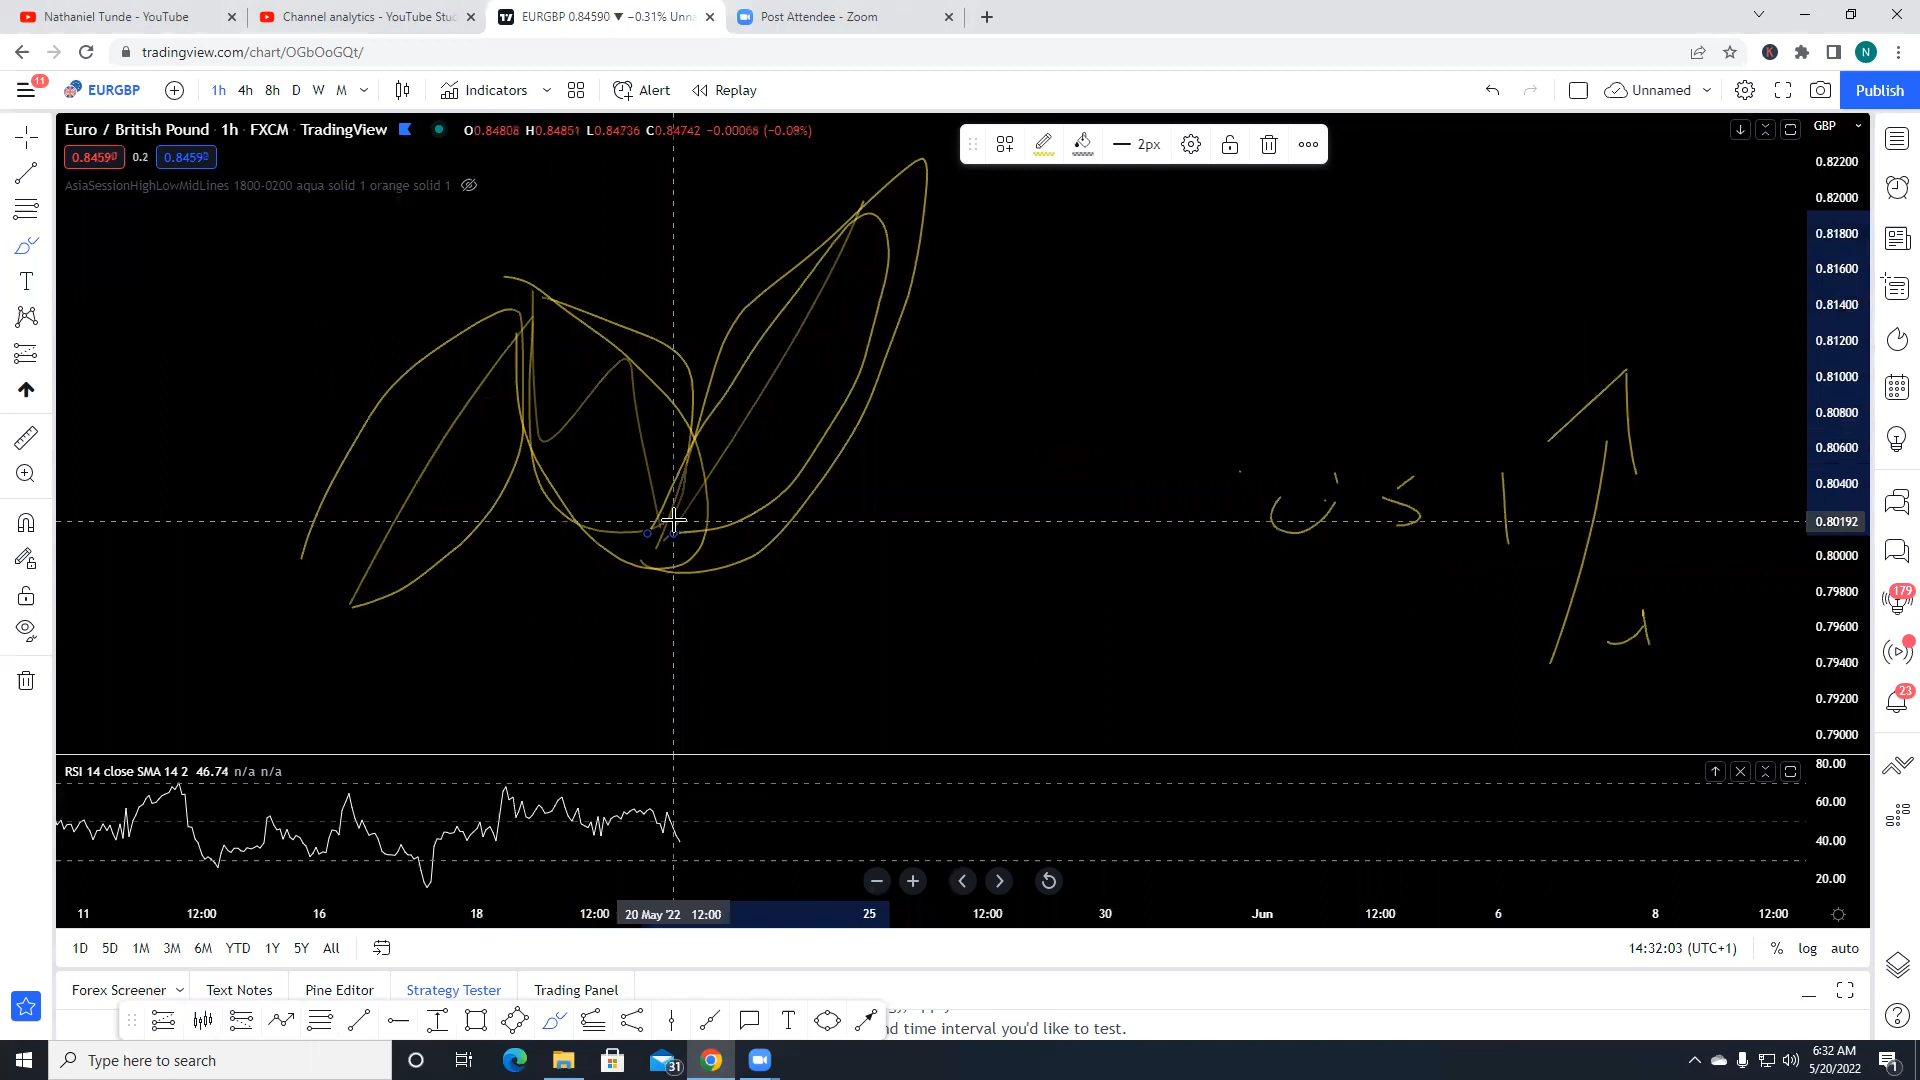 Nathaniel Tunde - YouTube
Channel analytics - YouTube Stu
EURGBP 0.84590 ▼ −0.31% Unna
Post Attendee - Zoom
tradingview.com/chart/OGbOoGQt/
N
11
EURGBP
1h 4h 8h D W M
Indicators
Alert
Replay
Unnamed
Publish
Euro / British Pound · 1h · FXCM · TradingView
O0.84808 H0.84851 L0.84736 C0.84742 −0.00066 (−0.08%)
0.84590
0.2
0.84592
AsiaSessionHighLowMidLines 1800-0200 aqua solid 1 orange solid 1
2px
GBP
0.82200
0.82000
0.81800
0.81600
0.81400
0.81200
0.81000
0.80800
0.80600
0.80400
0.80192
0.80000
0.79800
0.79600
0.79400
0.79200
0.79000
179
23
RSI 14 close SMA 14 2 46.74 n/a n/a
80.00
60.00
40.00
20.00
11 12:00 16 18 12:00 20 May '22 12:00 25 12:00 30 Jun 12:00 6 8 12:00
1D 5D 1M 3M 6M YTD 1Y 5Y All
14:32:03 (UTC+1)
% log auto
Forex Screener
Text Notes
Pine Editor
Strategy Tester
Trading Panel
nd time interval you'd like to test.
Type here to search
31
6:32 AM
5/20/2022
1